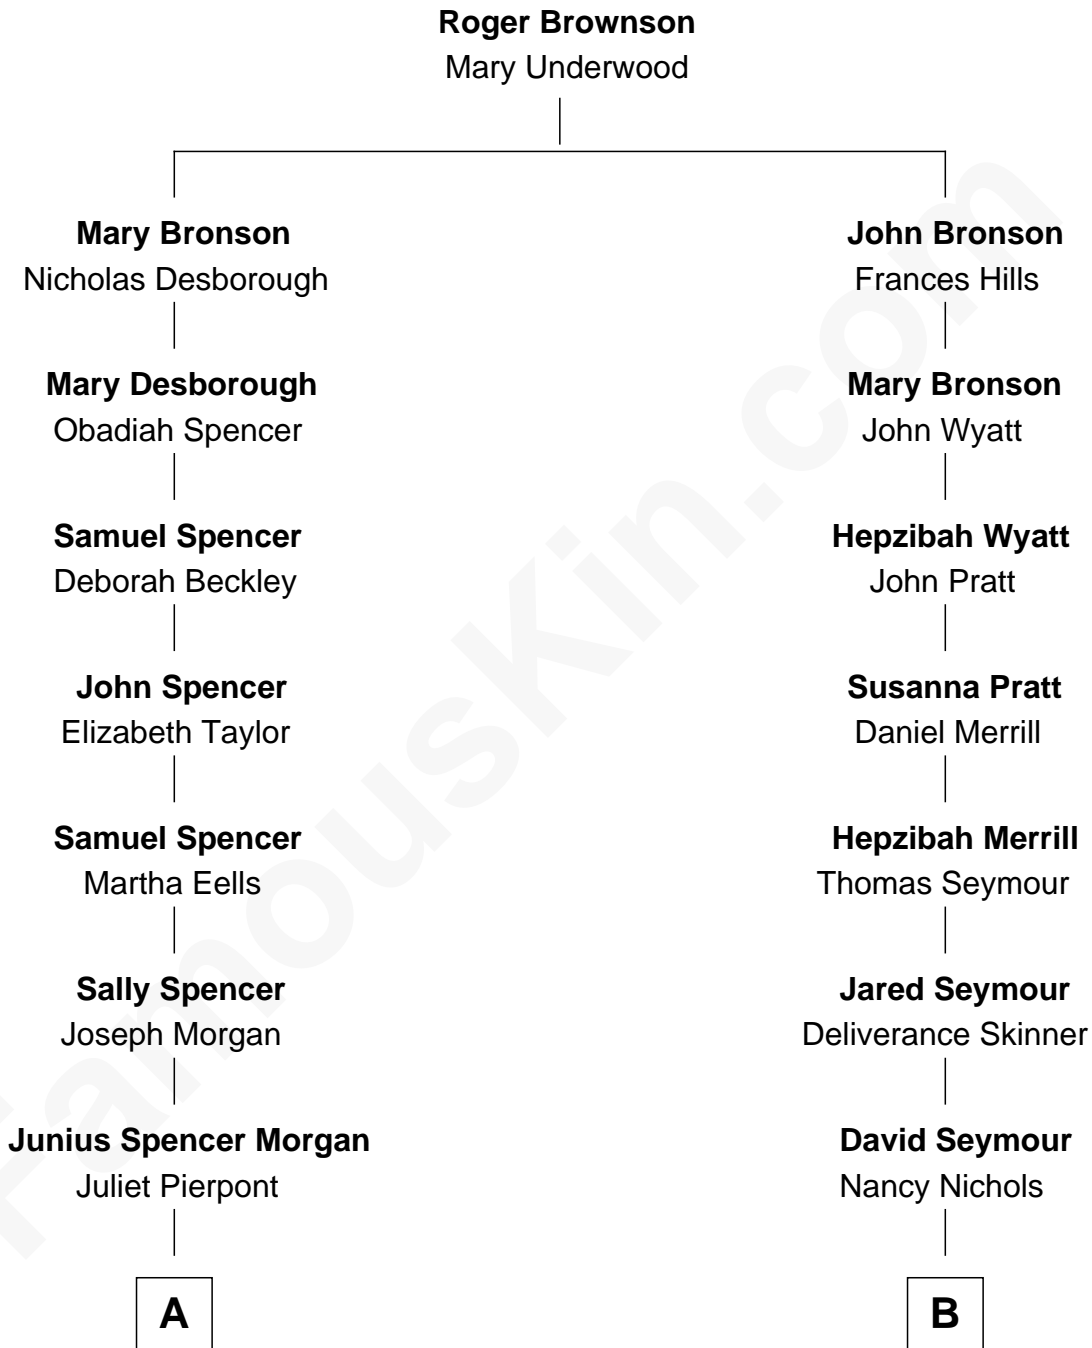 Roger Brownson
Mary Underwood
Mary Bronson
Nicholas Desborough
John Bronson
Frances Hills
Mary Desborough
Obadiah Spencer
Mary Bronson
John Wyatt
Samuel Spencer
Deborah Beckley
Hepzibah Wyatt
John Pratt
John Spencer
Elizabeth Taylor
Susanna Pratt
Daniel Merrill
Samuel Spencer
Martha Eells
Hepzibah Merrill
Thomas Seymour
Sally Spencer
Joseph Morgan
Jared Seymour
Deliverance Skinner
Junius Spencer Morgan
Juliet Pierpont
David Seymour
Nancy Nichols
A
B
FamousKin.com